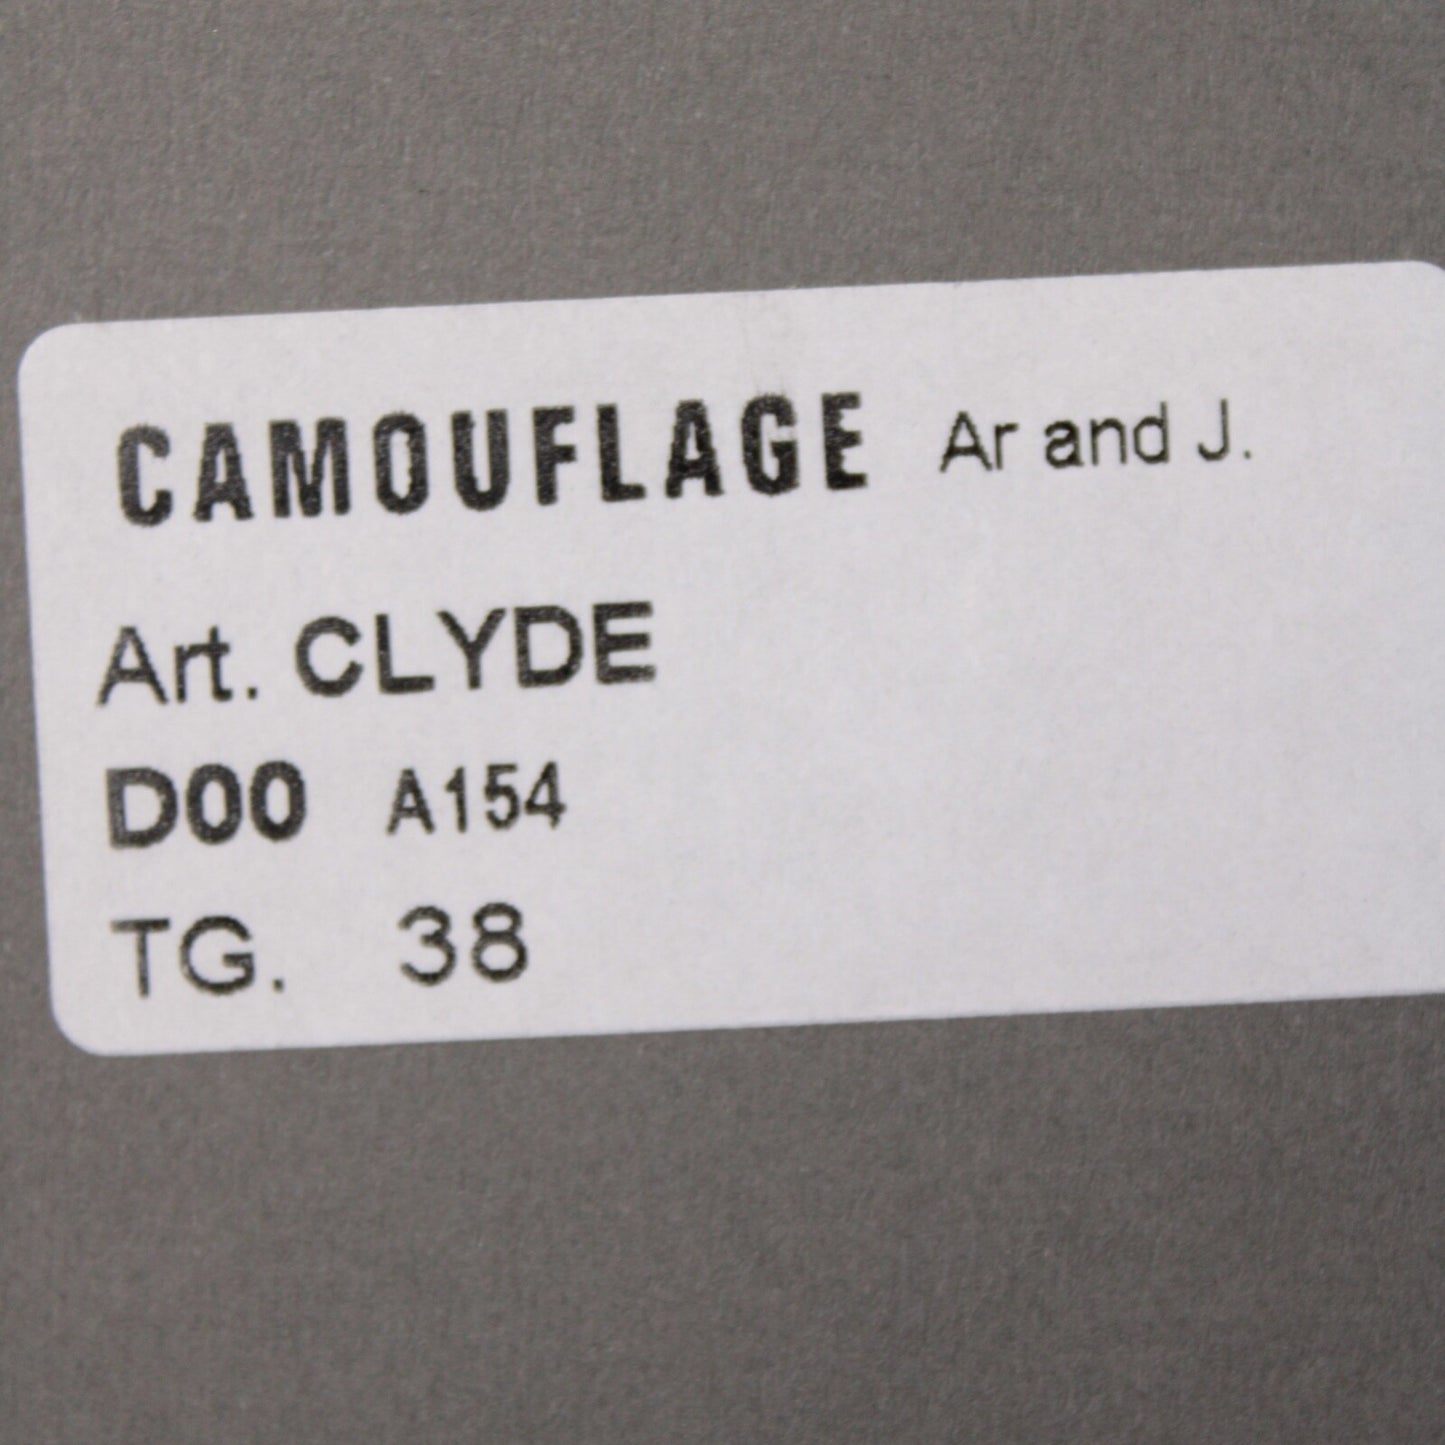 CAMOUFLAGE Ar and J.
Art. CLYDE
D00 A154
TG. 38